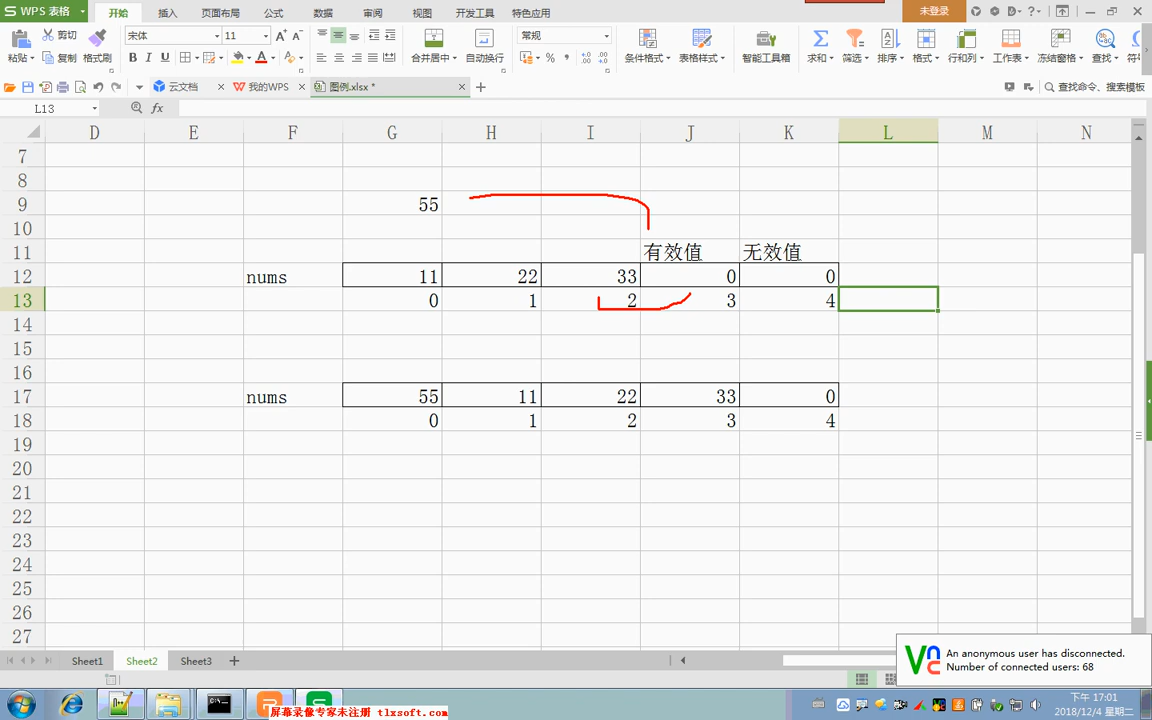 WPS 表格
开始 插入 页面布局 公式 数据 审阅 视图 开发工具 特色应用
未登录
粘贴 剪切 复制 格式刷
宋体 11
B I U A
合并居中 自动换行
常规
条件格式 表格样式 智能工具箱 求和 筛选 排序 格式 行和列 工作表 冻结窗格 查找 符
云文档 我的WPS 图例.xlsx *
查找命令、搜索模板
L13 fx
D E F G H I J K L M N
7
8
9 55
10
11 有效值 无效值
12 nums 11 22 33 0 0
13 0 1 2 3 4
14
15
16
17 nums 55 11 22 33 0
18 0 1 2 3 4
19
20
21
22
23
24
25
26
27
An anonymous user has disconnected.
Number of connected users: 68
Sheet1 Sheet2 Sheet3
下午 17:01
2018/12/4 星期二
屏幕录像专家未注册 tlxsoft.com